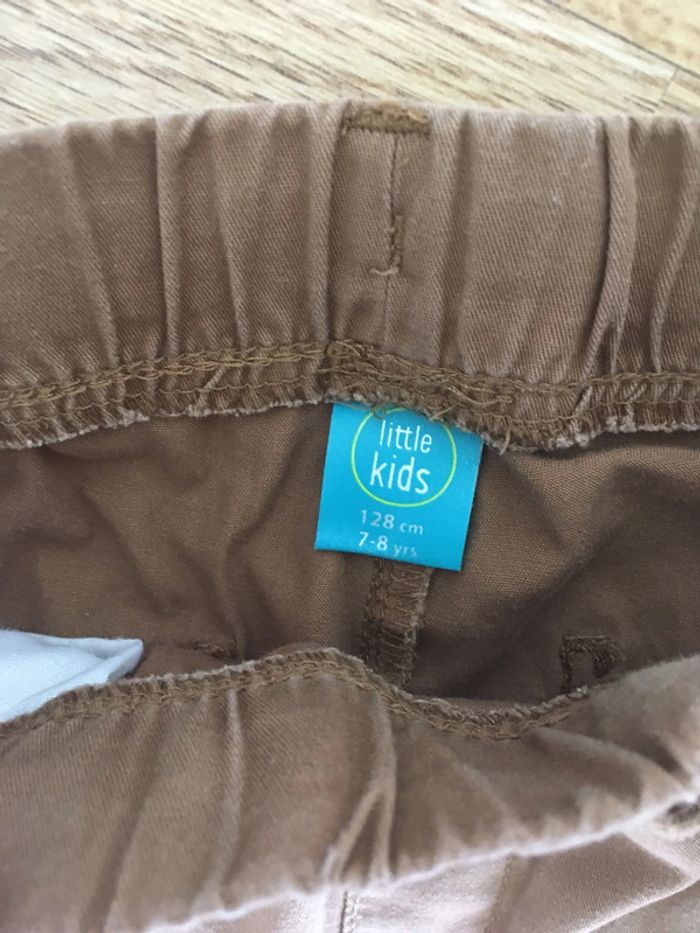 little
kids
128 cm
7-8 yrs